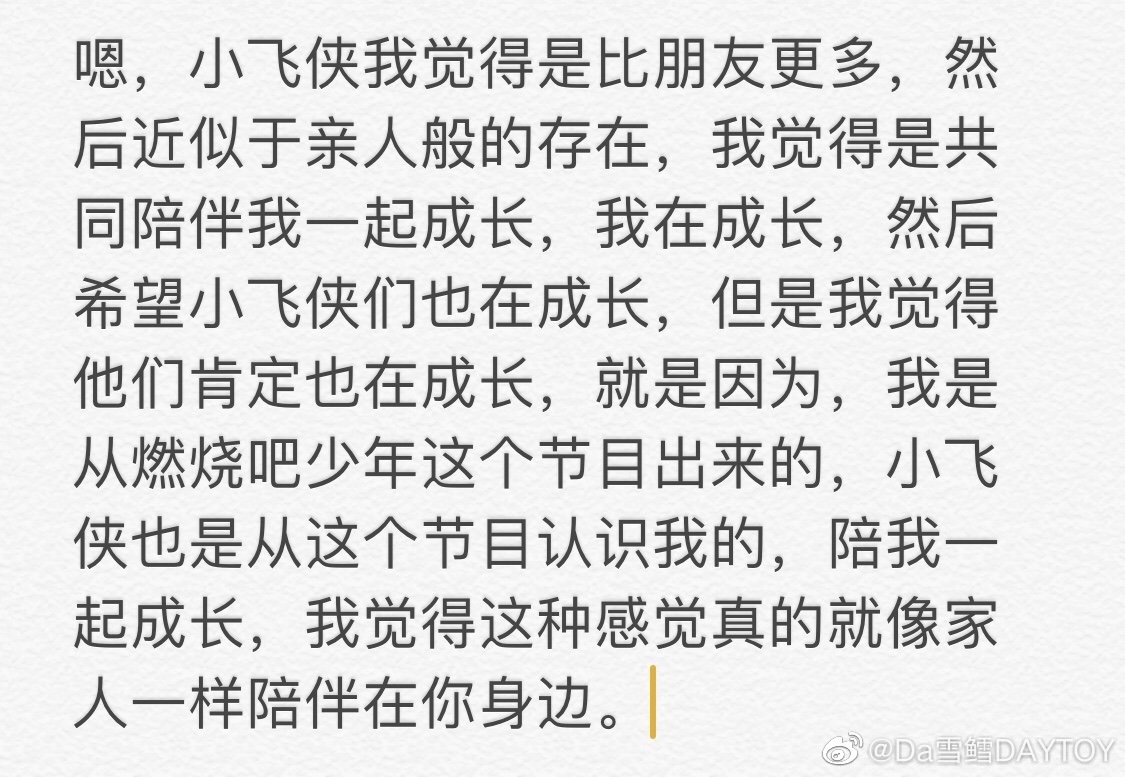 嗯，小飞侠我觉得是比朋友更多，然
后近似于亲人般的存在，我觉得是共
同陪伴我一起成长，我在成长，然后
希望小飞侠们也在成长，但是我觉得
他们肯定也在成长，就是因为，我是
从燃烧吧少年这个节目出来的，小飞
侠也是从这个节目认识我的，陪我一
起成长，我觉得这种感觉真的就像家
人一样陪伴在你身边。
@Da雪鳕DAYTOY